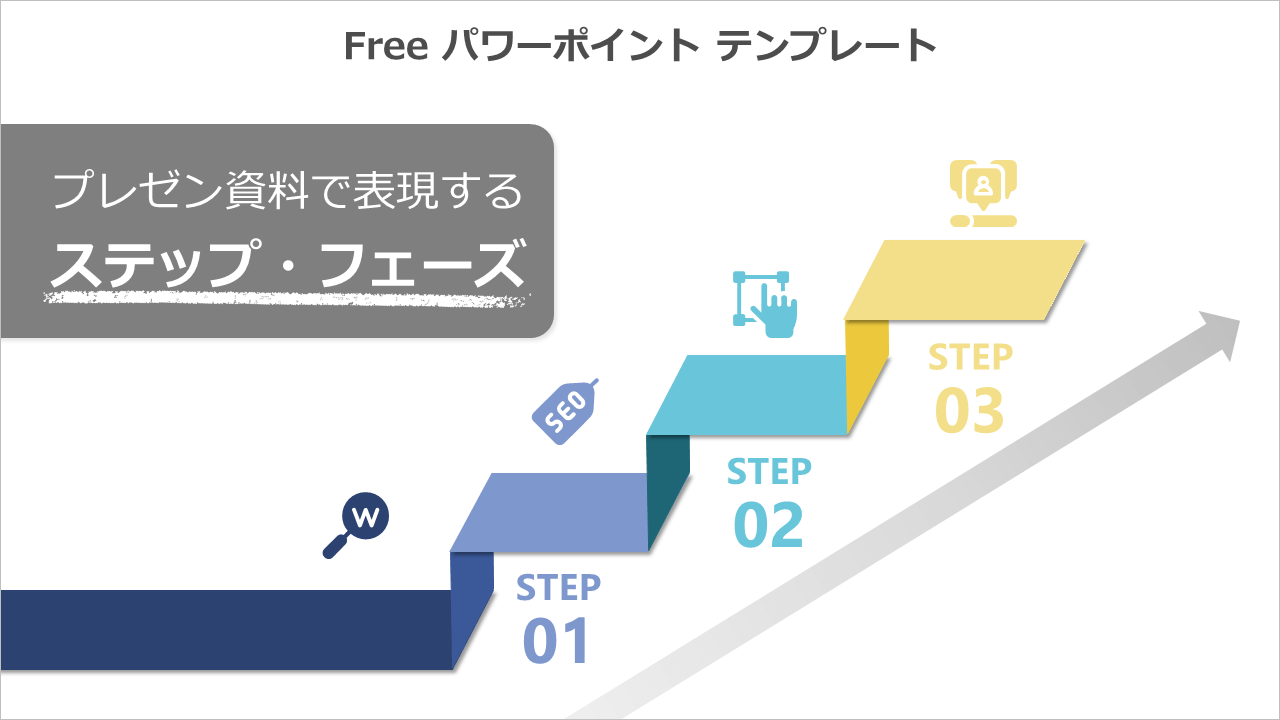 Free パワーポイント テンプレート
プレゼン資料で表現する
ステップ・フェーズ
W
SEO
STEP
01
STEP
02
STEP
03